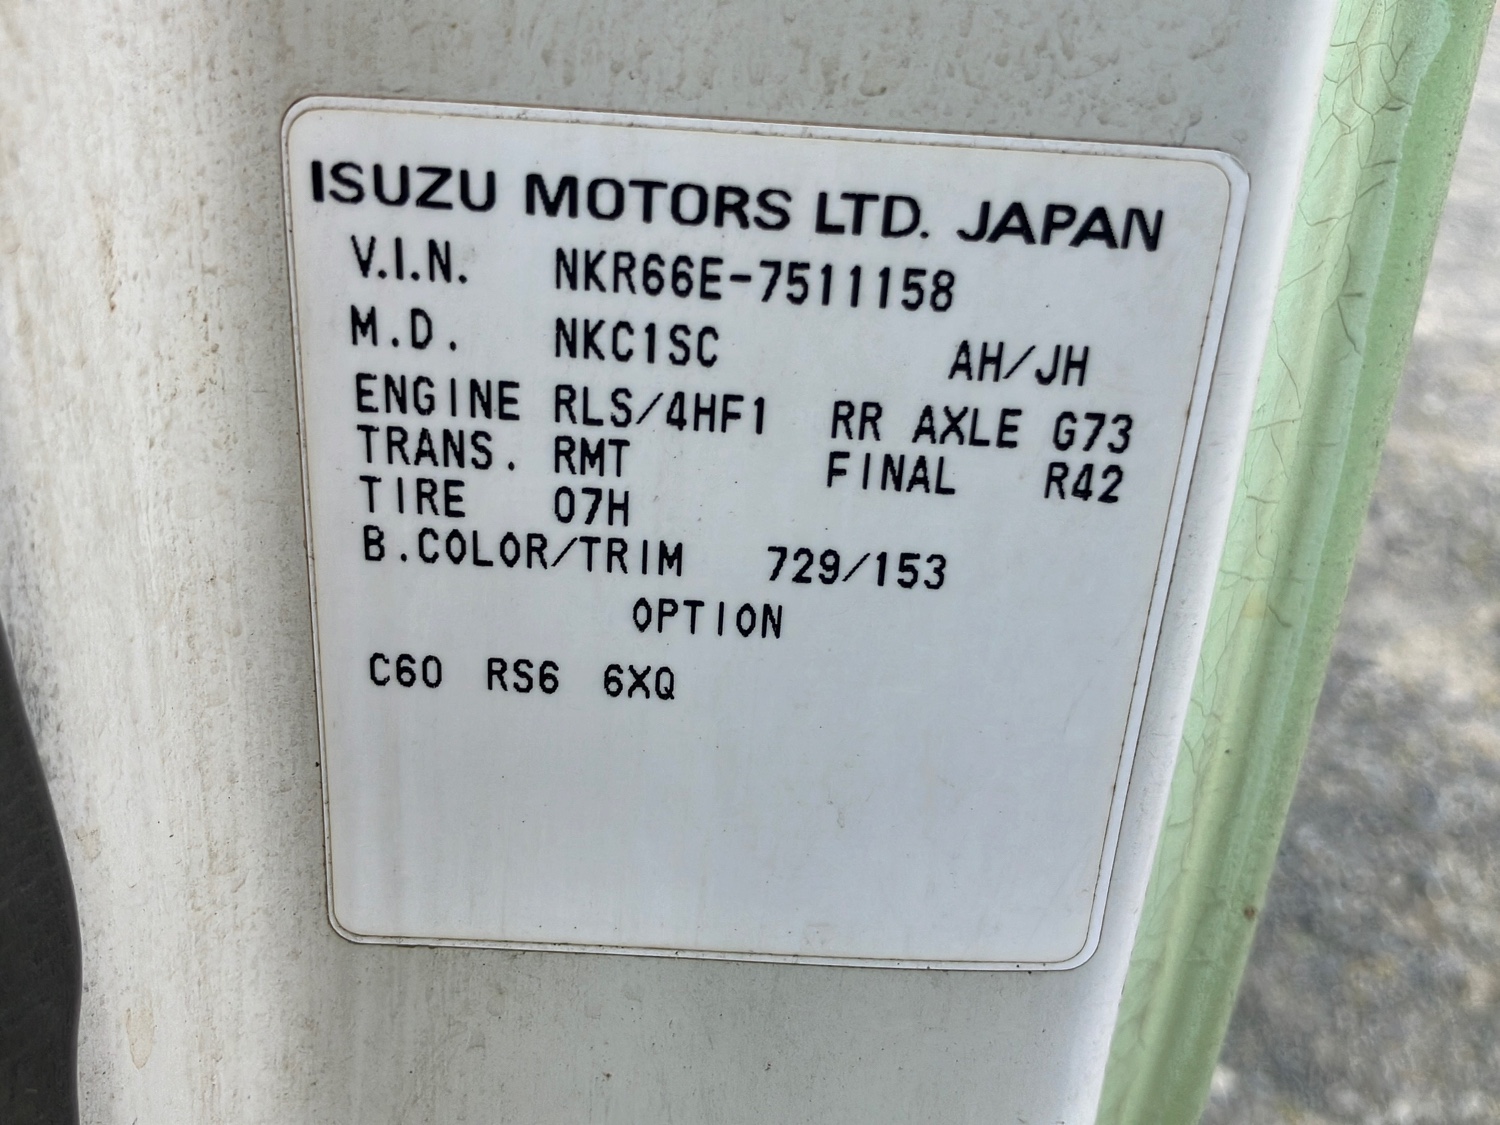 ISUZU MOTORS LTD. JAPAN
V.I.N. NKR66E-7511158
M.D. NKC1SC AH/JH
ENGINE RLS/4HF1 RR AXLE G73
TRANS. RMT FINAL R42
TIRE 07H
B.COLOR/TRIM 729/153
OPTION
C60 RS6 6XQ